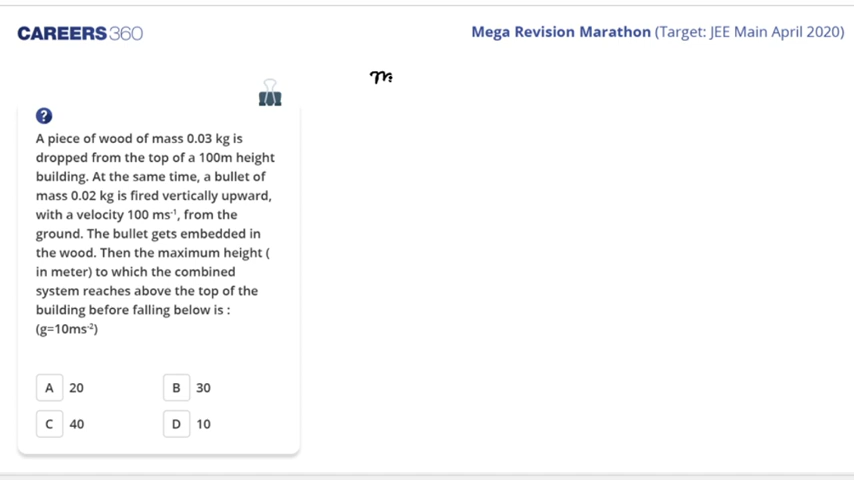 CAREERS360
Mega Revision Marathon (Target: JEE Main April 2020)
m
?
A piece of wood of mass 0.03 kg is
dropped from the top of a 100m height
building. At the same time, a bullet of
mass 0.02 kg is fired vertically upward,
with a velocity 100 ms⁻¹, from the
ground. The bullet gets embedded in
the wood. Then the maximum height (
in meter) to which the combined
system reaches above the top of the
building before falling below is :
(g=10ms⁻²)
A 20 B 30
C 40 D 10